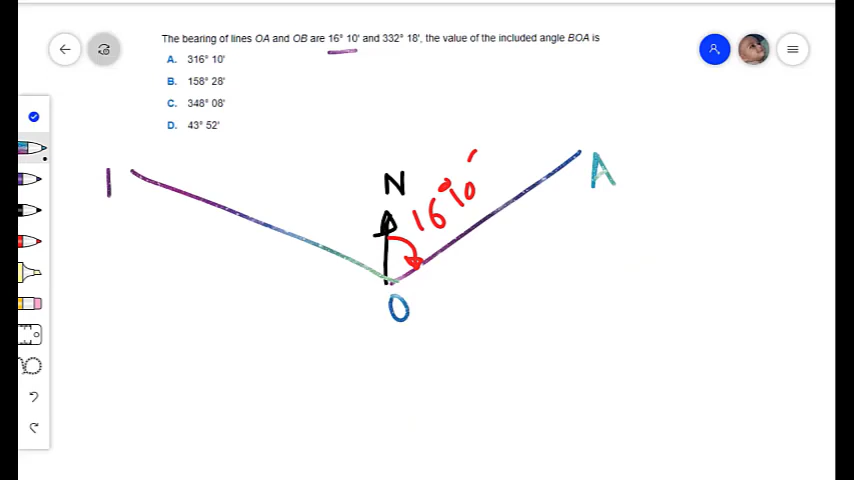 The bearing of lines OA and OB are 16° 10' and 332° 18', the value of the included angle BOA is
A. 316° 10'
B. 158° 28'
C. 348° 08'
D. 43° 52'
N
16°10'
A
O